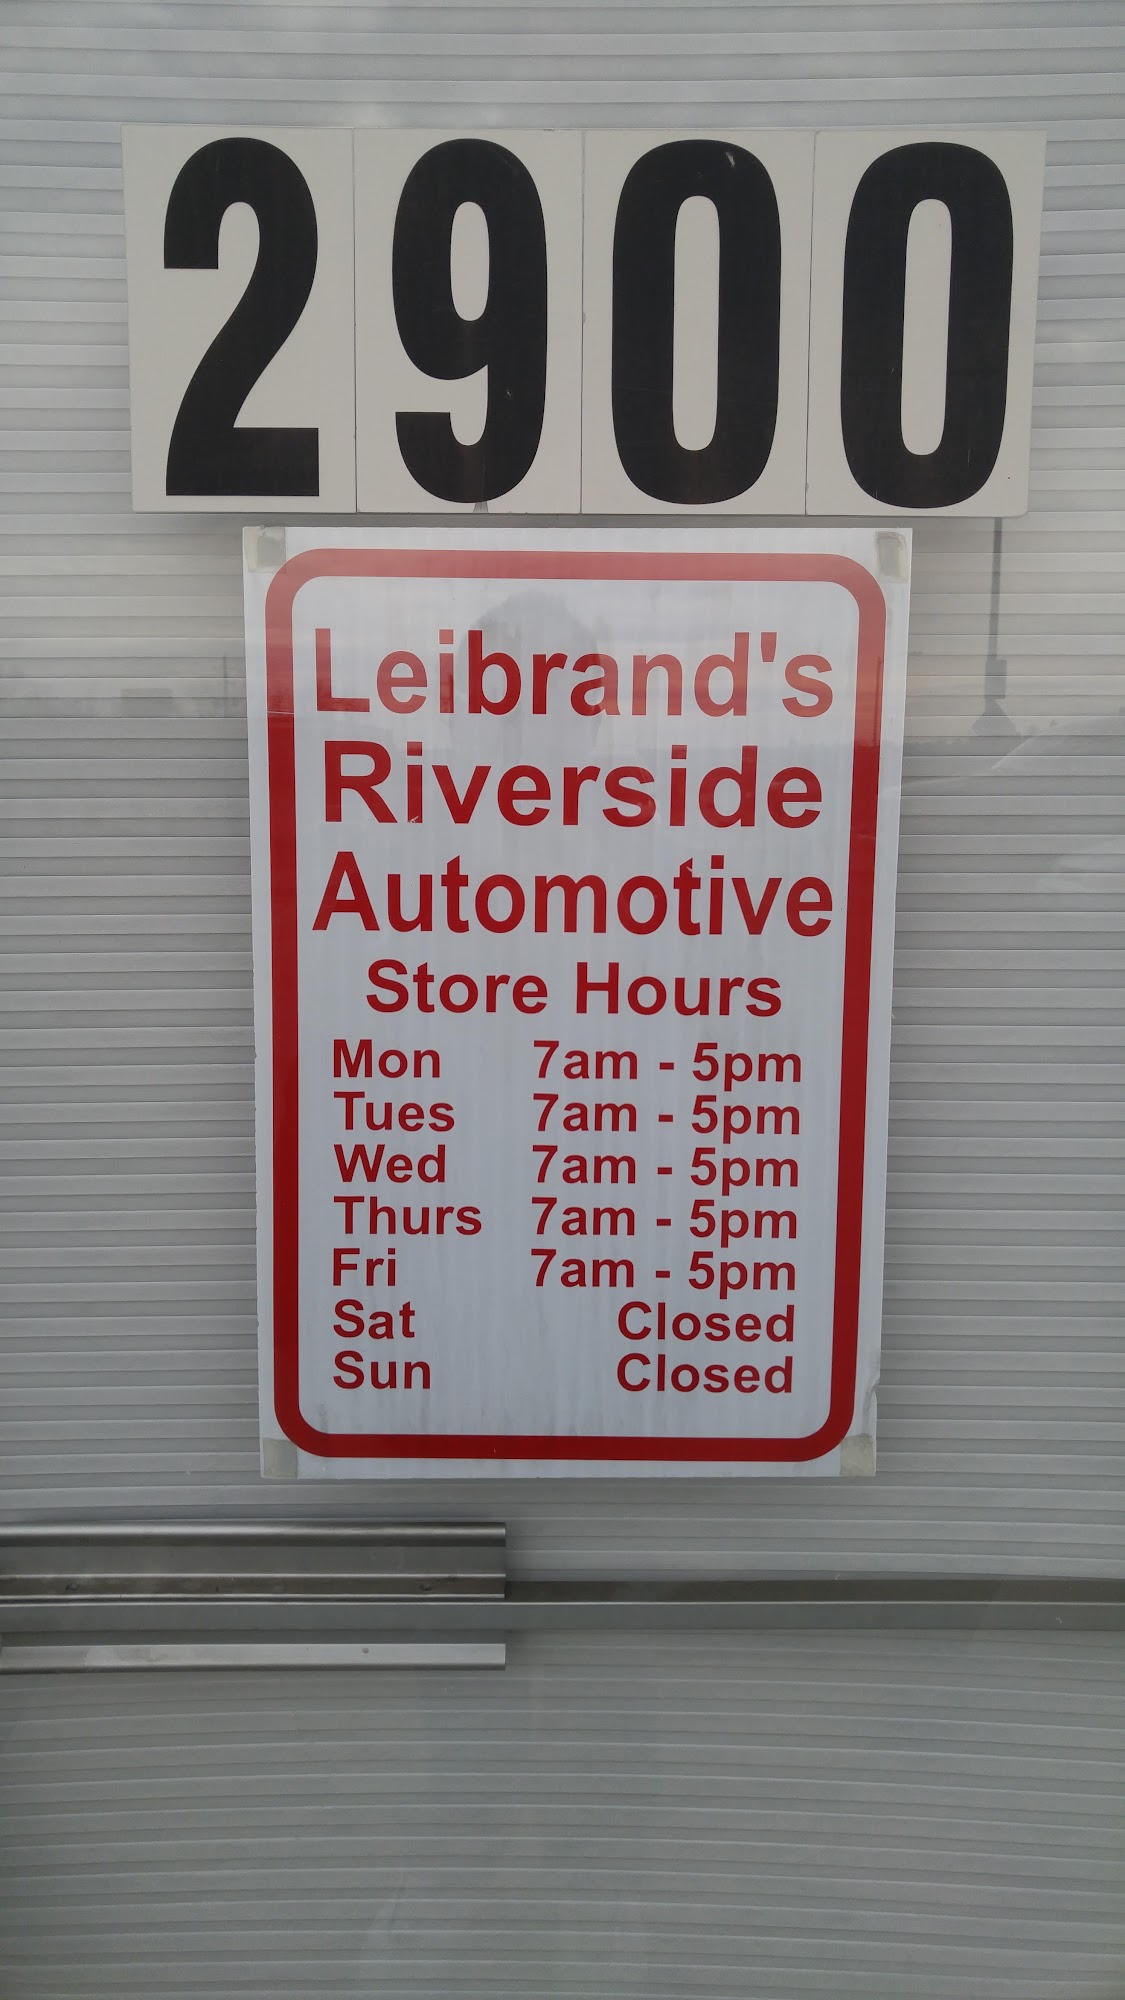 2900
Leibrand's
Riverside
Automotive
Store Hours
Mon 7am - 5pm
Tues 7am - 5pm
Wed 7am - 5pm
Thurs 7am - 5pm
Fri 7am - 5pm
Sat Closed
Sun Closed